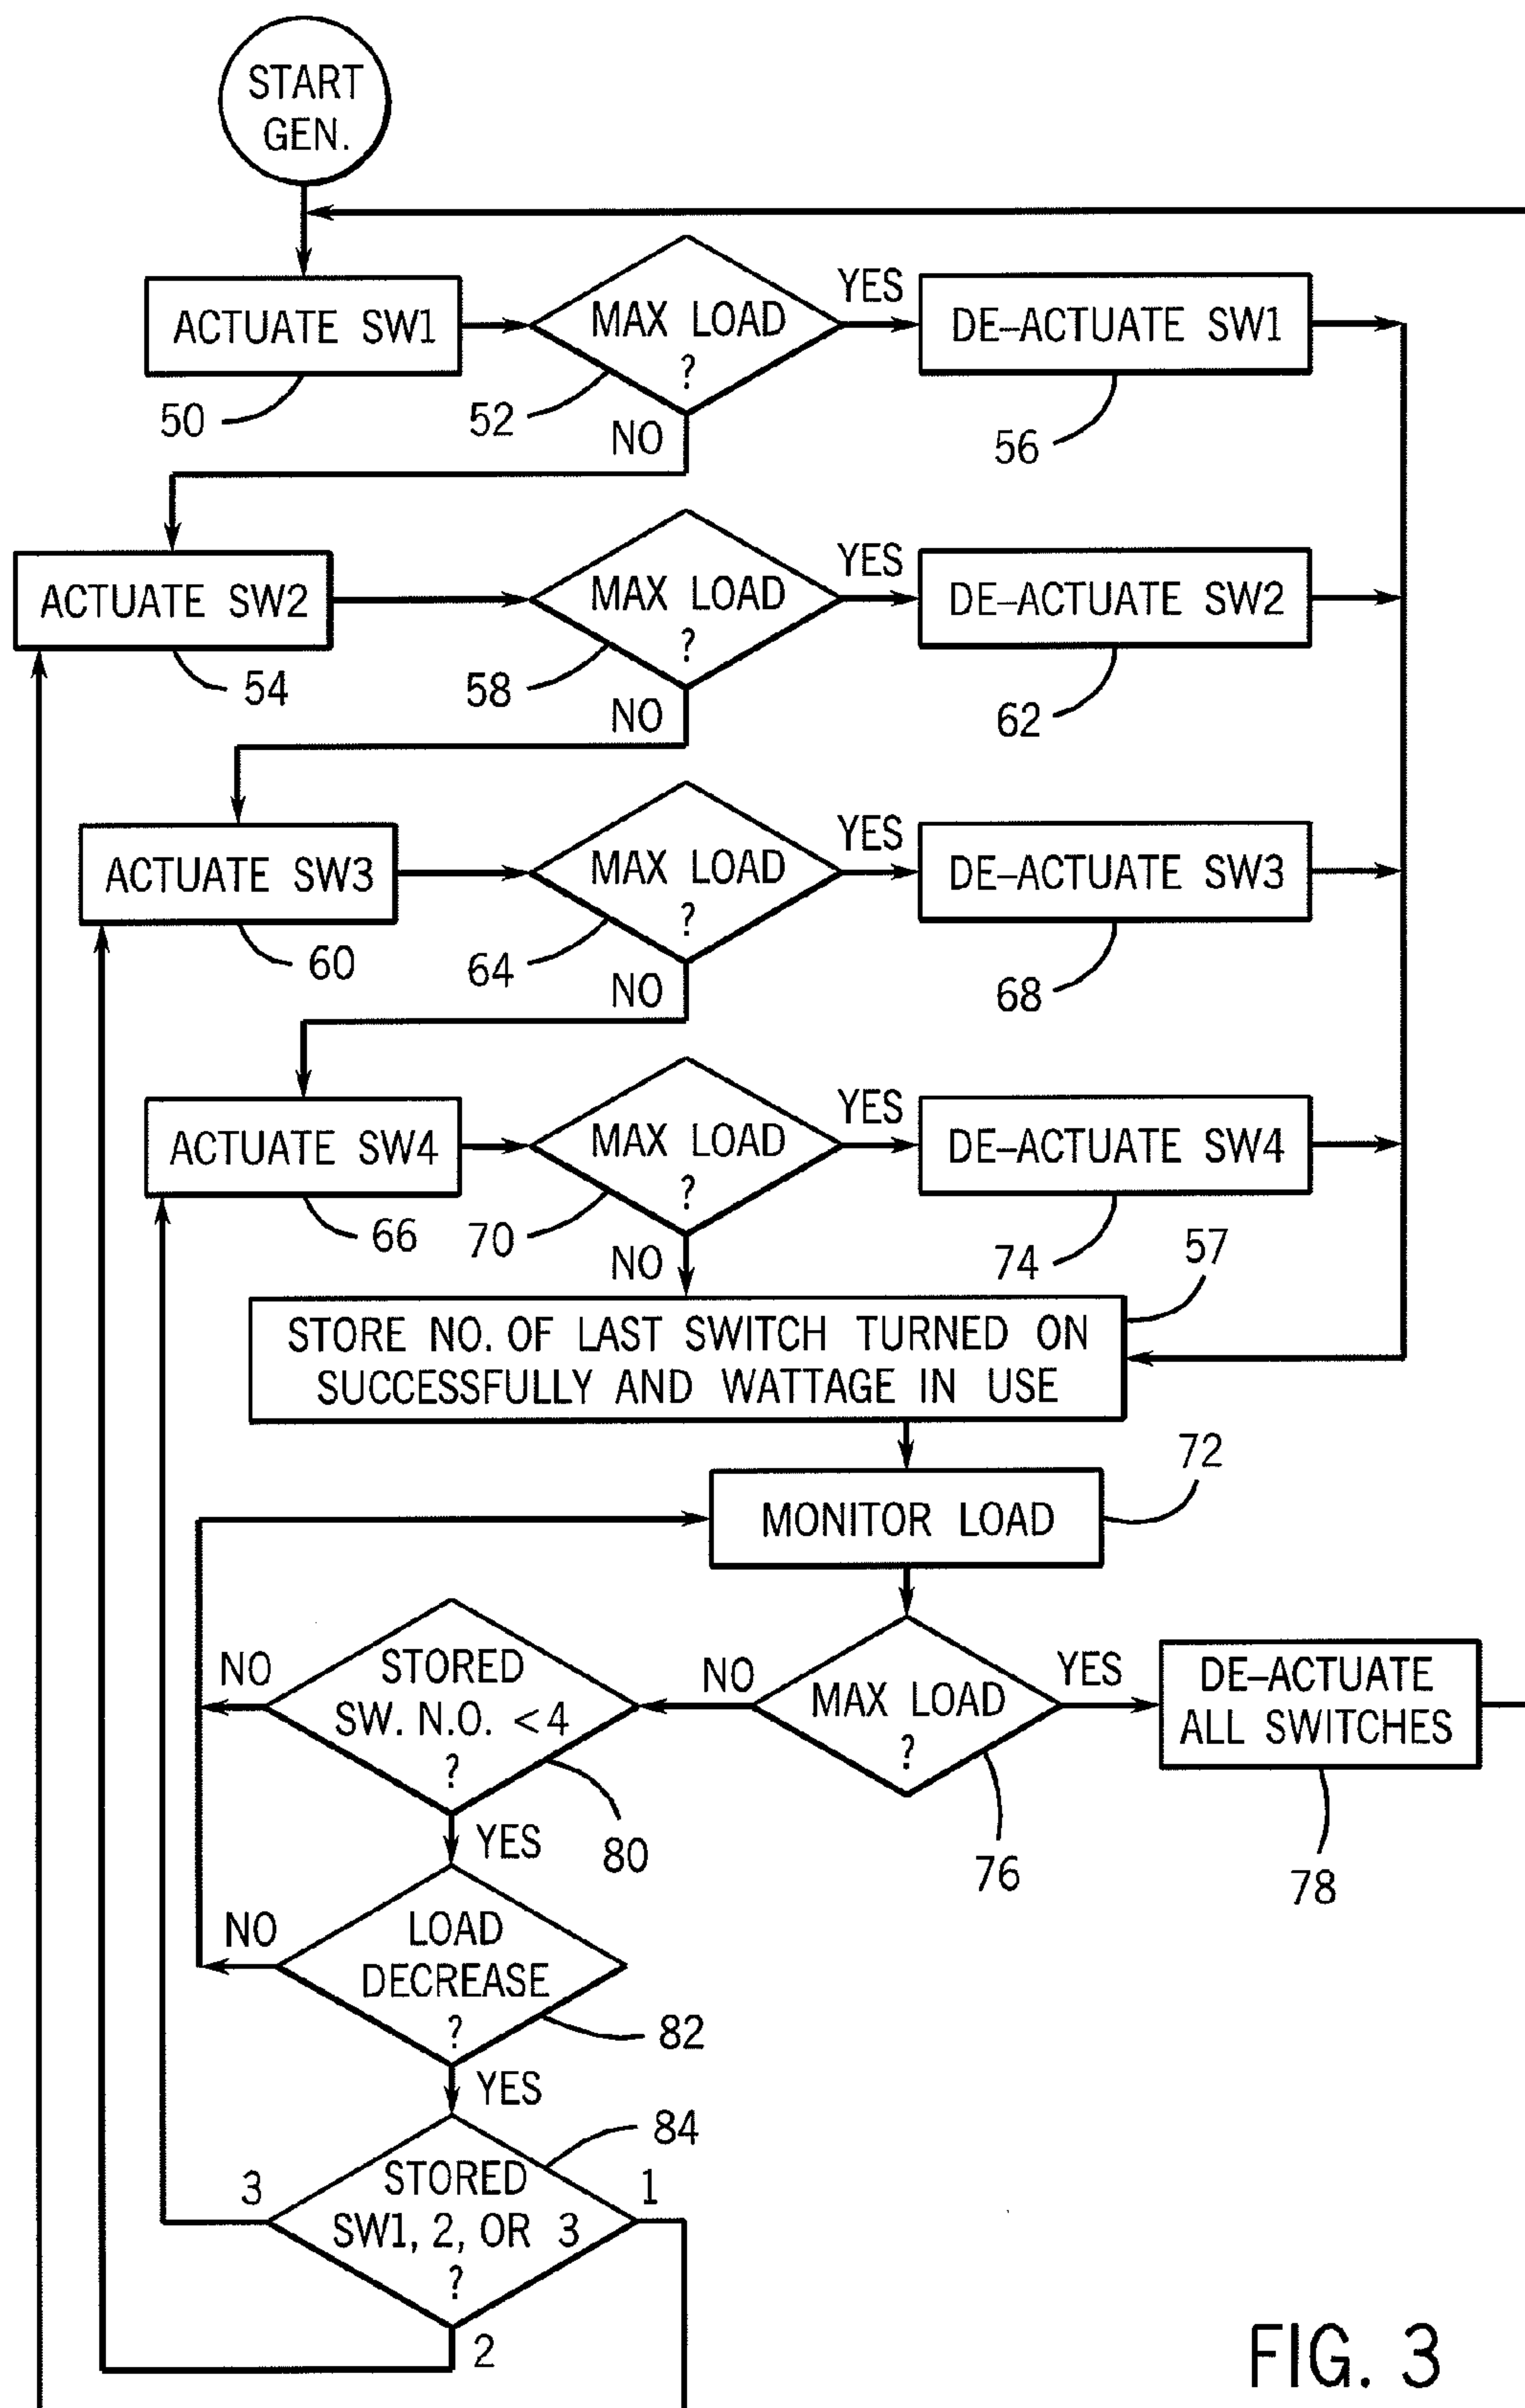 START
GEN.
ACTUATE SW1
MAX LOAD
?
YES
DE-ACTUATE SW1
50
52
NO
56
ACTUATE SW2
MAX LOAD
?
YES
DE-ACTUATE SW2
54
58
NO
62
ACTUATE SW3
MAX LOAD
?
YES
DE-ACTUATE SW3
60
64
NO
68
ACTUATE SW4
MAX LOAD
?
YES
DE-ACTUATE SW4
66
70
NO
74
57
STORE NO. OF LAST SWITCH TURNED ON
SUCCESSFULLY AND WATTAGE IN USE
72
MONITOR LOAD
NO
STORED
SW. N.O. <4
?
NO
MAX LOAD
?
YES
DE-ACTUATE
ALL SWITCHES
YES
80
76
78
NO
LOAD
DECREASE
?
82
YES
84
3
STORED
SW1, 2, OR 3
?
1
2
FIG. 3